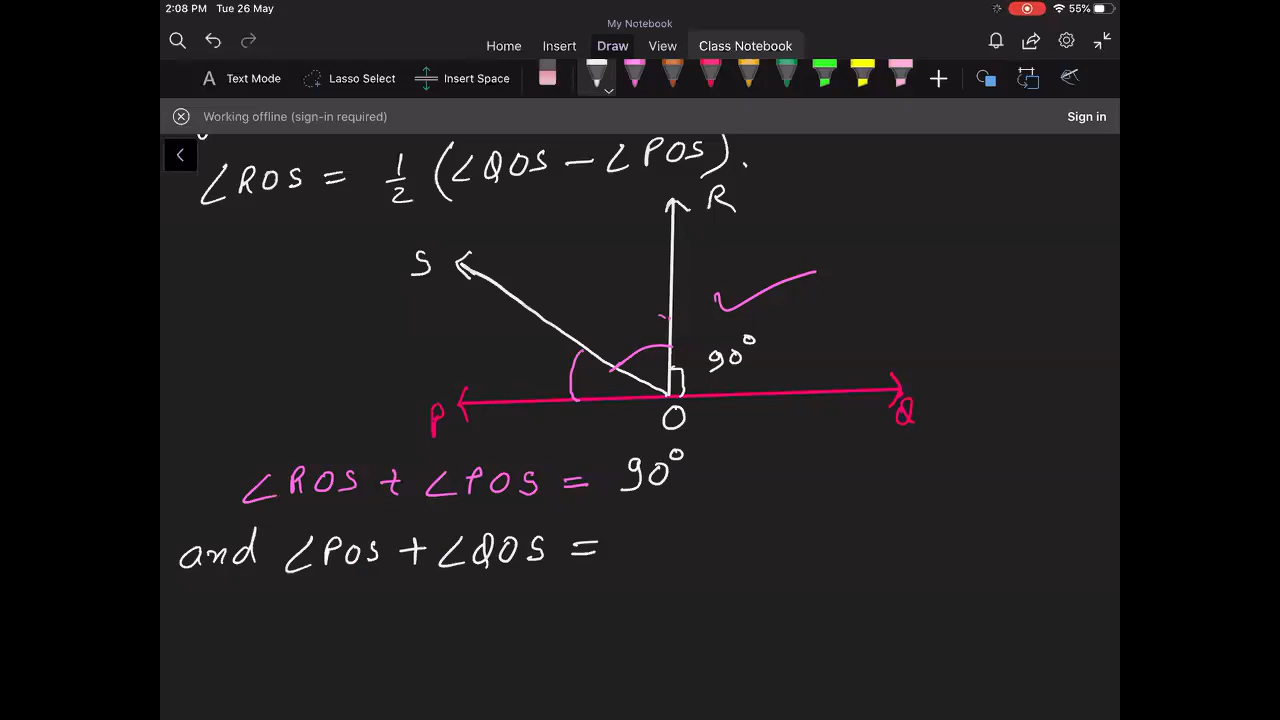 2:08 PM Tue 26 May
55%
My Notebook
Home Insert Draw View Class Notebook
Text Mode Lasso Select Insert Space
Working offline (sign-in required) Sign in
∠ROS = 1/2 (∠QOS − ∠POS).
R
S
90°
P
Q
O
∠ROS + ∠POS = 90°
and ∠POS + ∠QOS =